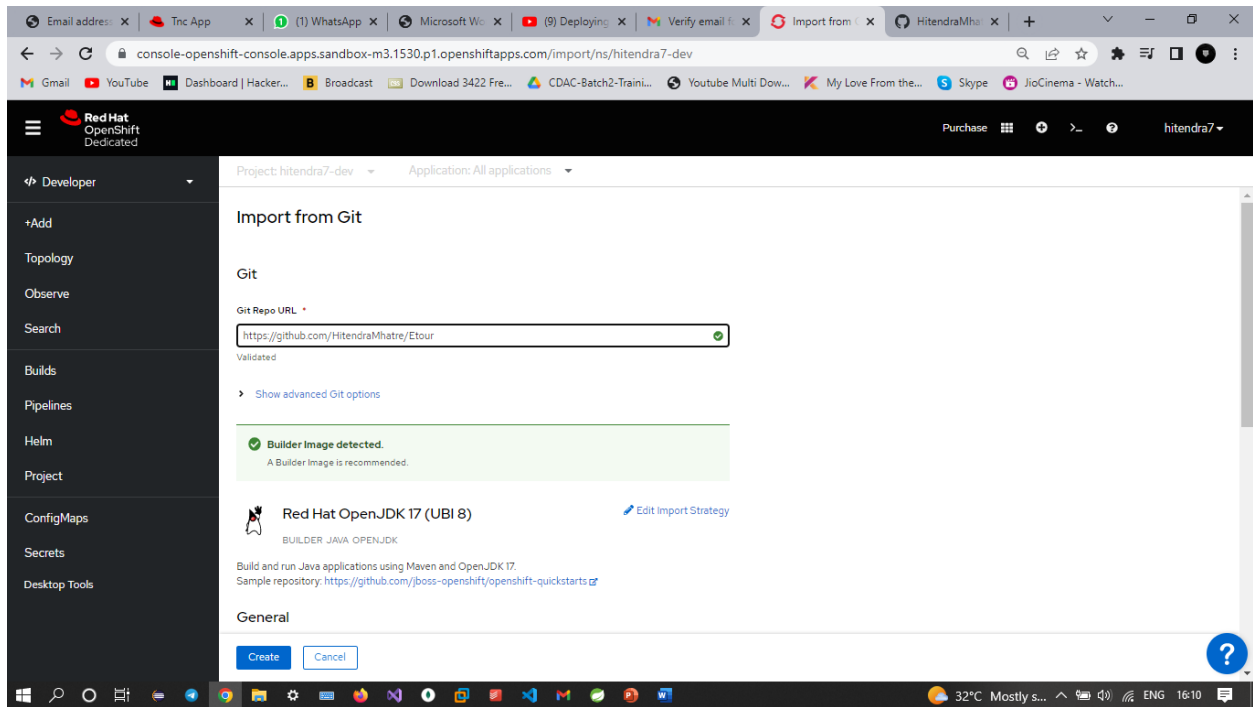 Email address
Tnc App
(1) WhatsApp
Microsoft Wo
(9) Deploying
Verify email f
Import from
HitendraMhat
console-openshift-console.apps.sandbox-m3.1530.p1.openshiftapps.com/import/ns/hitendra7-dev
Gmail
YouTube
Dashboard | Hacker...
Broadcast
Download 3422 Fre...
CDAC-Batch2-Traini...
Youtube Multi Dow...
My Love From the...
Skype
JioCinema - Watch...
Red Hat
OpenShift
Dedicated
Purchase
hitendra7
</> Developer
+Add
Topology
Observe
Search
Builds
Pipelines
Helm
Project
ConfigMaps
Secrets
Desktop Tools
Project: hitendra7-dev
Application: All applications
Import from Git
Git
Git Repo URL *
https://github.com/HitendraMhatre/Etour
Validated
Show advanced Git options
Builder Image detected.
A Builder Image is recommended.
Red Hat OpenJDK 17 (UBI 8)
Edit Import Strategy
BUILDER JAVA OPENJDK
Build and run Java applications using Maven and OpenJDK 17.
Sample repository: https://github.com/jboss-openshift/openshift-quickstarts
General
Create
Cancel
?
32°C Mostly s...
ENG
16:10